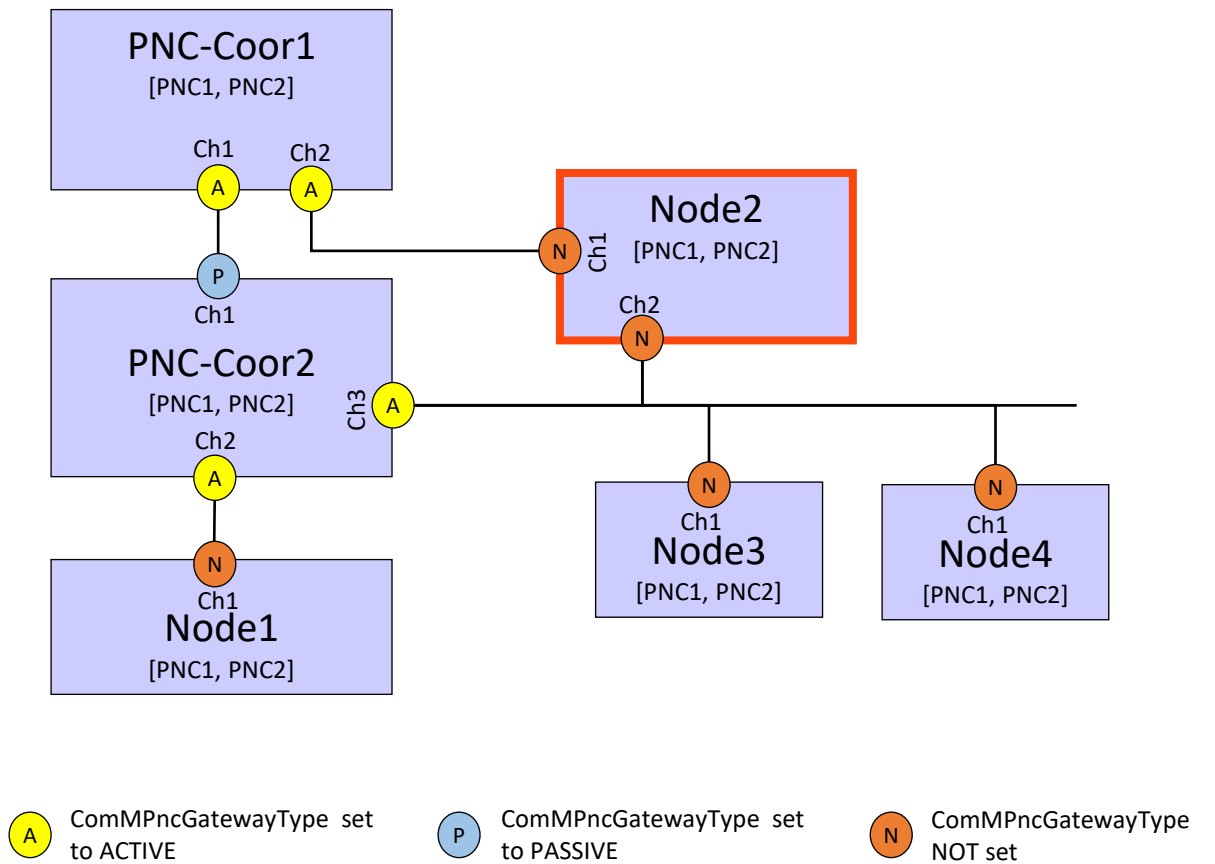 PNC-Coor1
[PNC1, PNC2]
Ch1
Ch2
A
A
Node2
[PNC1, PNC2]
N
Ch1
Ch2
N
P
Ch1
PNC-Coor2
[PNC1, PNC2]
Ch3
A
Ch2
A
N
Ch1
Node1
[PNC1, PNC2]
N
Ch1
Node3
[PNC1, PNC2]
N
Ch1
Node4
[PNC1, PNC2]
A
ComMPncGatewayType set
to ACTIVE
P
ComMPncGatewayType set
to PASSIVE
N
ComMPncGatewayType
NOT set